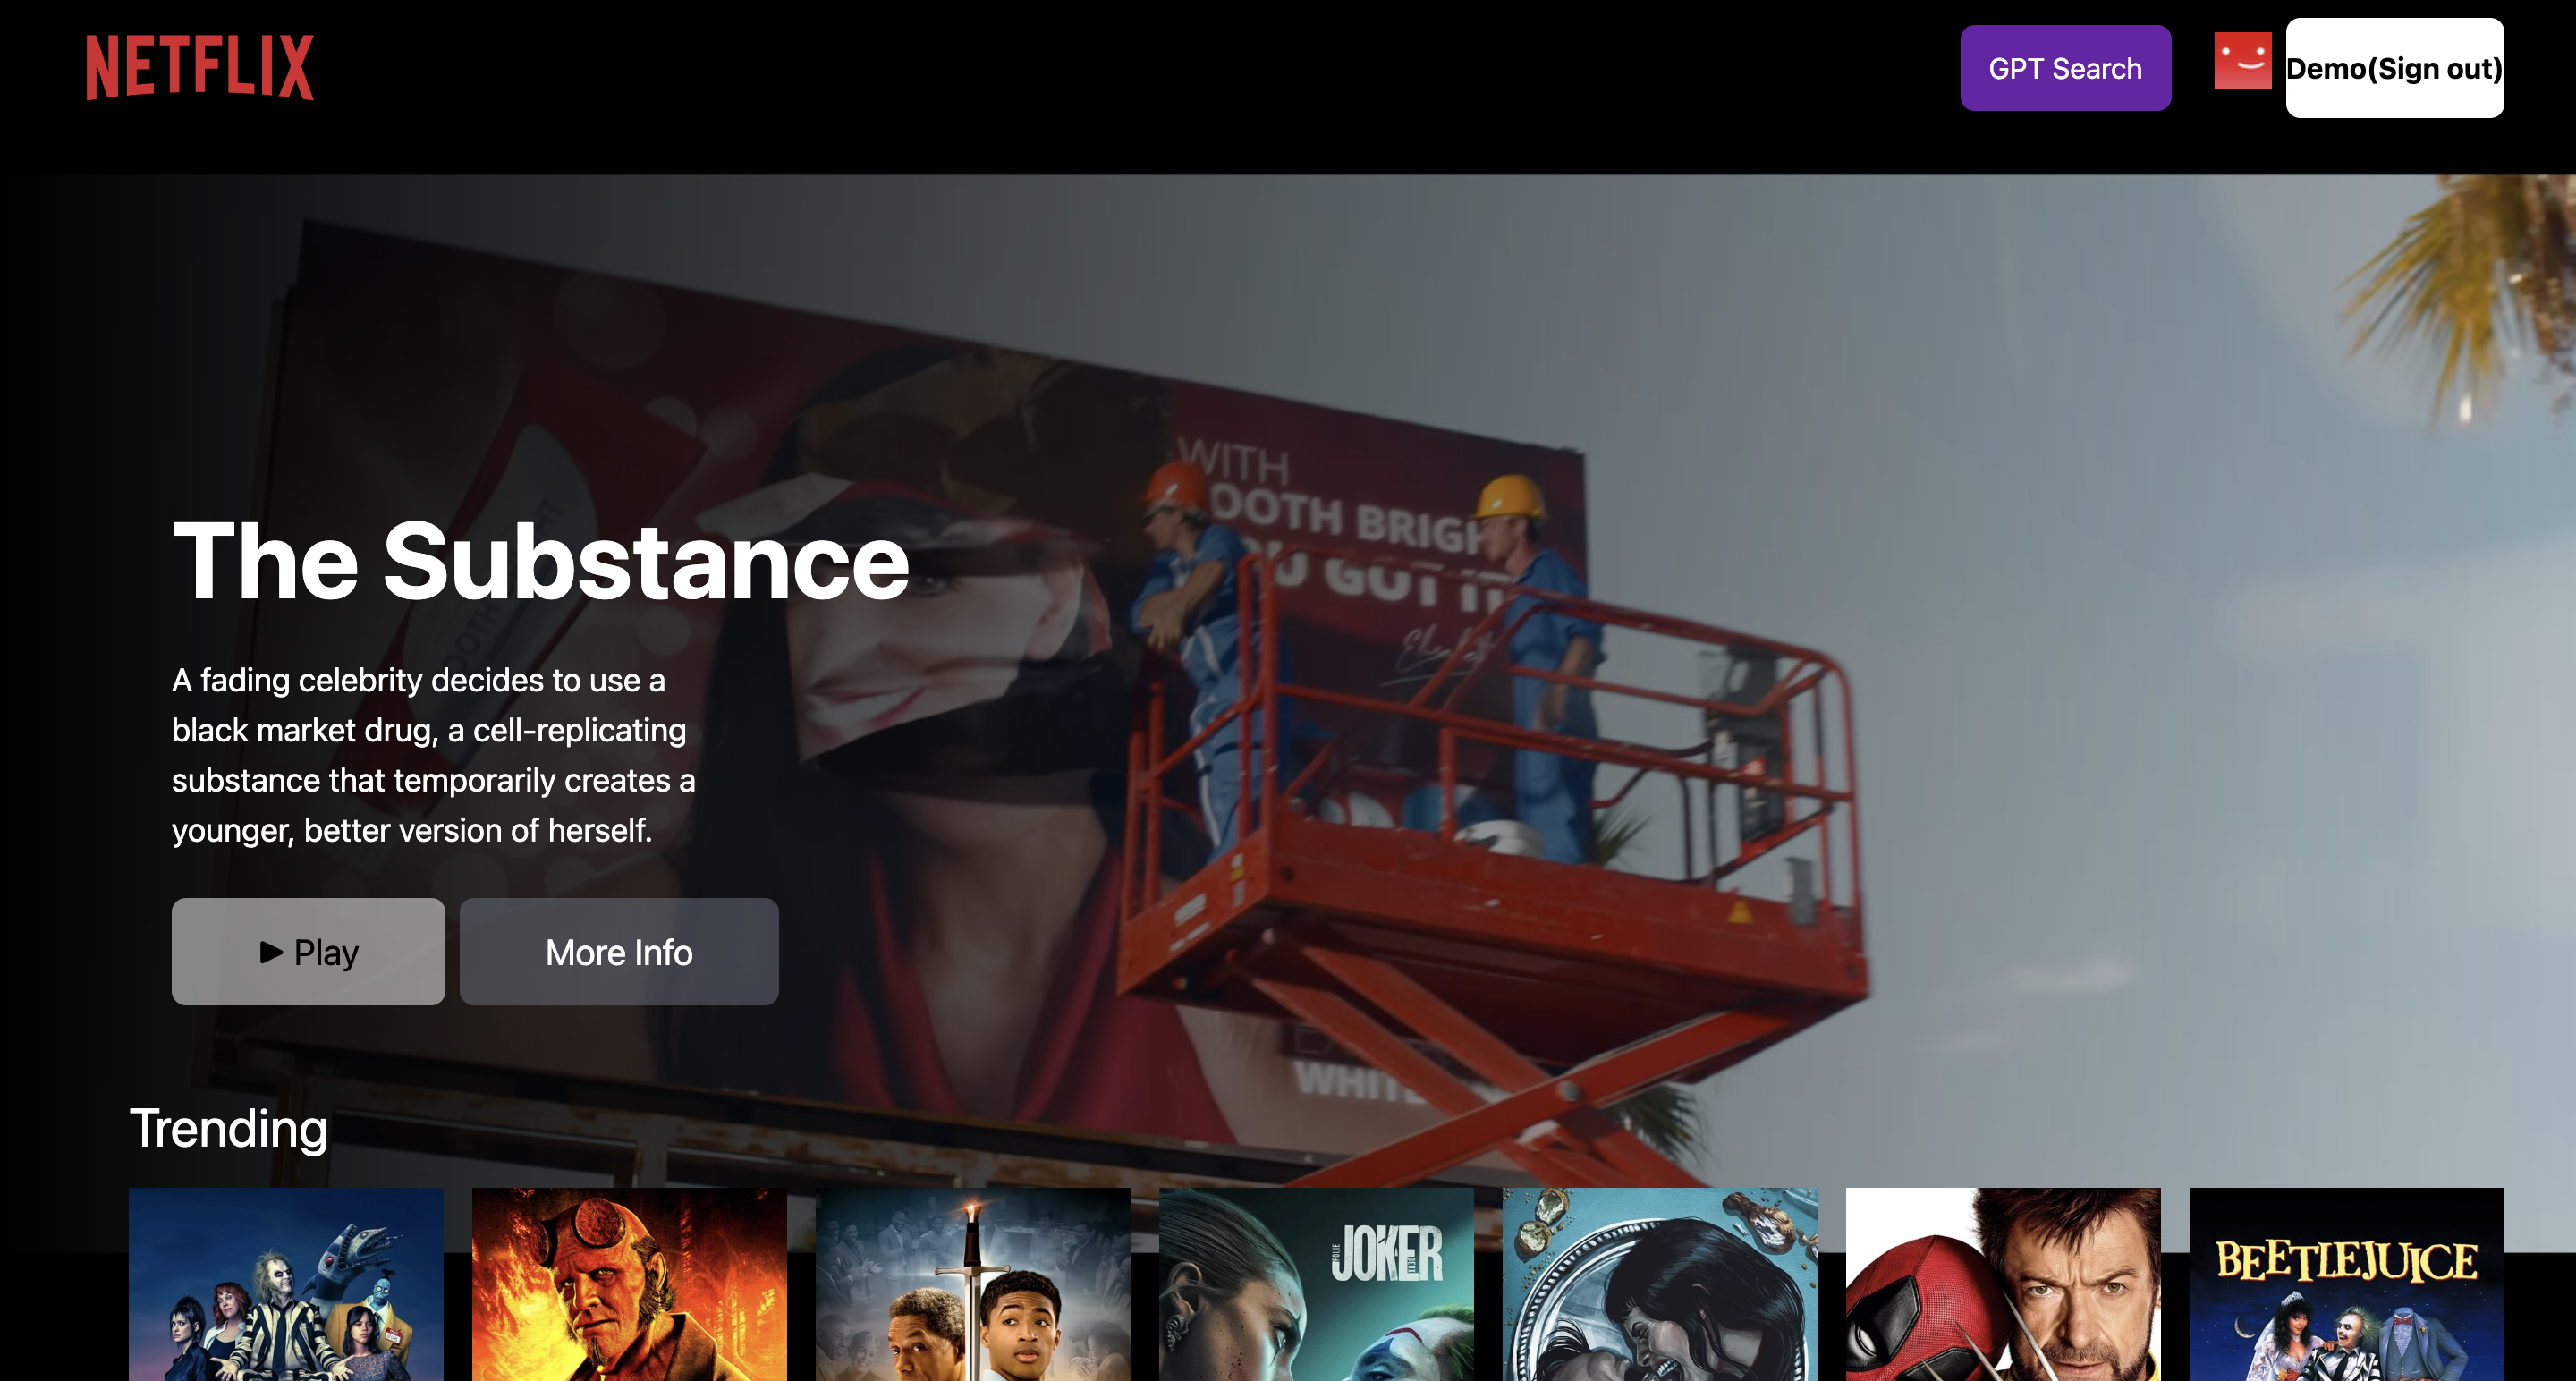 NETFLIX
GPT Search
Demo(Sign out)
WITH
OOTH BRIGH
U GOT IT
The Substance
A fading celebrity decides to use a
black market drug, a cell-replicating
substance that temporarily creates a
younger, better version of herself.
▶ Play
More Info
WHITE
Trending
JOKER
BEETLEJUICE